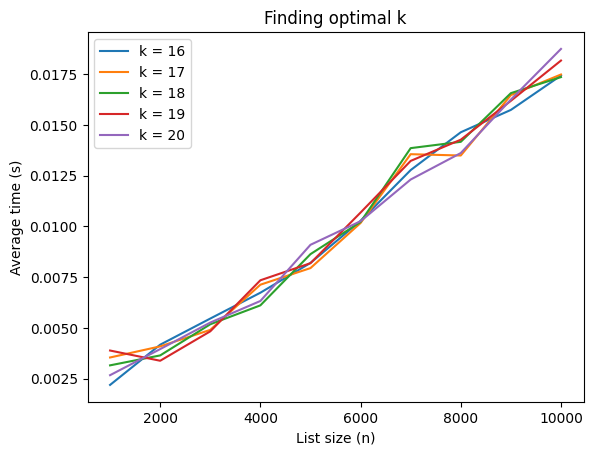 Finding optimal k
k = 16
k = 17
k = 18
k = 19
k = 20
Average time (s)
0.0175
0.0150
0.0125
0.0100
0.0075
0.0050
0.0025
2000
4000
6000
8000
10000
List size (n)